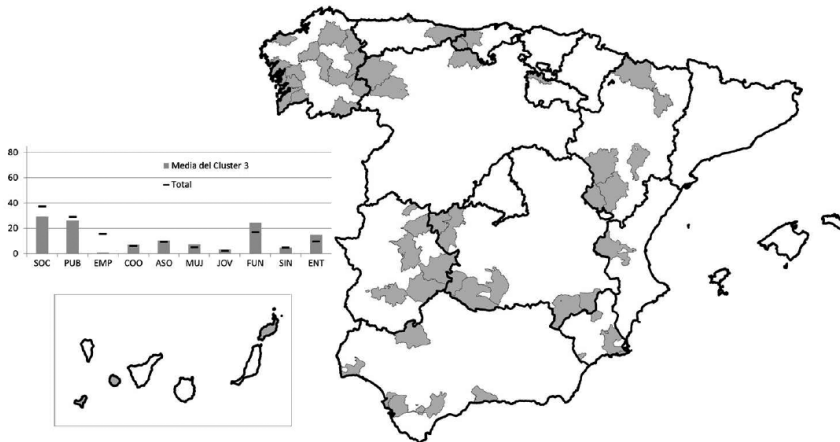 80
60
40
20
0
Media del Cluster 3
Total
SOC PUB EMP COO ASO MUJ JOV FUN SIN ENT